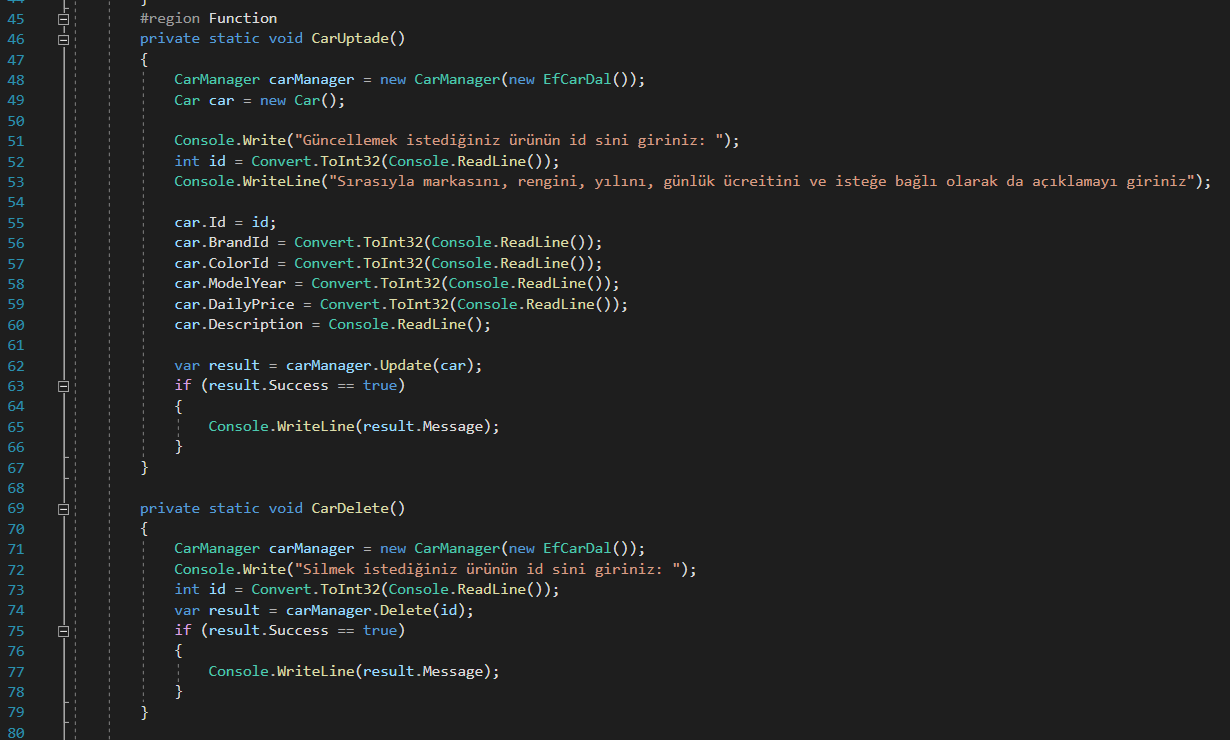 45 #region Function
46 private static void CarUptade()
47 {
48 CarManager carManager = new CarManager(new EfCarDal());
49 Car car = new Car();
50
51 Console.Write("Güncellemek istediğiniz ürünün id sini giriniz: ");
52 int id = Convert.ToInt32(Console.ReadLine());
53 Console.WriteLine("Sırasıyla markasını, rengini, yılını, günlük ücreitini ve isteğe bağlı olarak da açıklamayı giriniz");
54
55 car.Id = id;
56 car.BrandId = Convert.ToInt32(Console.ReadLine());
57 car.ColorId = Convert.ToInt32(Console.ReadLine());
58 car.ModelYear = Convert.ToInt32(Console.ReadLine());
59 car.DailyPrice = Convert.ToInt32(Console.ReadLine());
60 car.Description = Console.ReadLine();
61
62 var result = carManager.Update(car);
63 if (result.Success == true)
64 {
65 Console.WriteLine(result.Message);
66 }
67 }
68
69 private static void CarDelete()
70 {
71 CarManager carManager = new CarManager(new EfCarDal());
72 Console.Write("Silmek istediğiniz ürünün id sini giriniz: ");
73 int id = Convert.ToInt32(Console.ReadLine());
74 var result = carManager.Delete(id);
75 if (result.Success == true)
76 {
77 Console.WriteLine(result.Message);
78 }
79 }
80